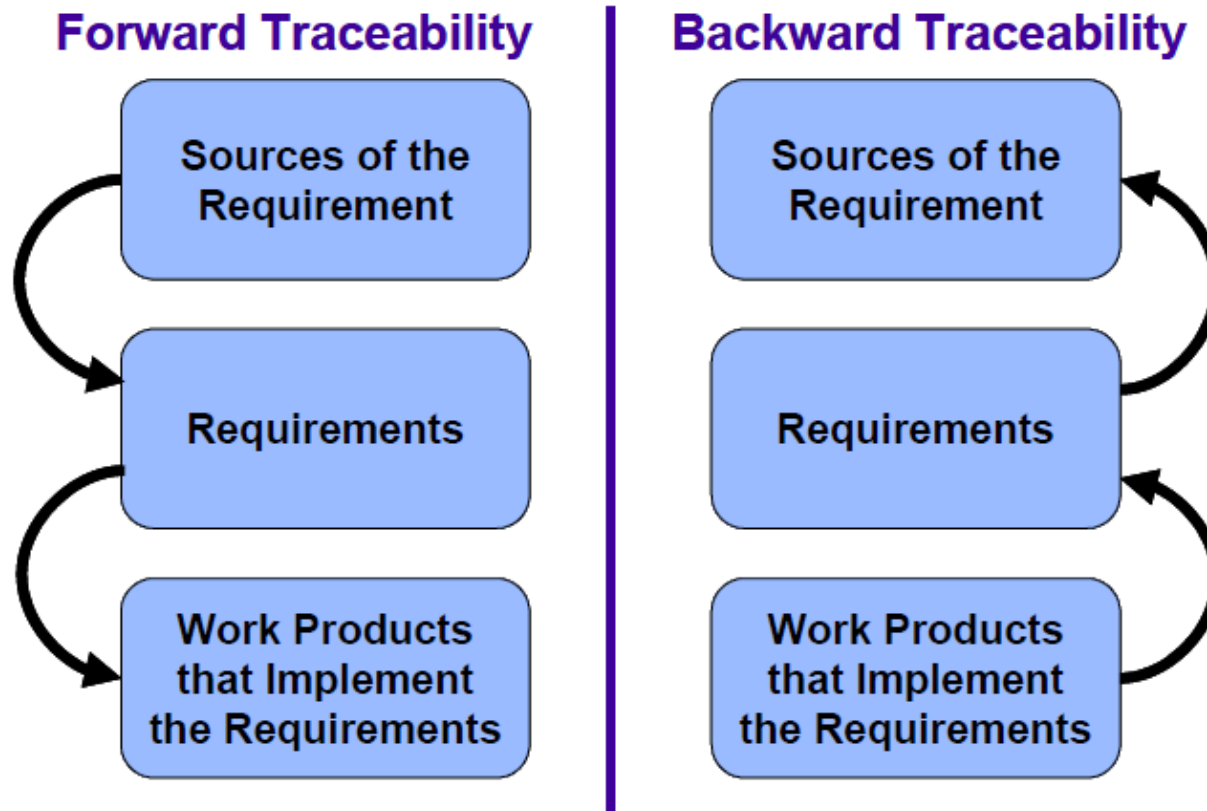 Forward Traceability
Sources of the
Requirement
Requirements
Work Products
that Implement
the Requirements
Backward Traceability
Sources of the
Requirement
Requirements
Work Products
that Implement
the Requirements